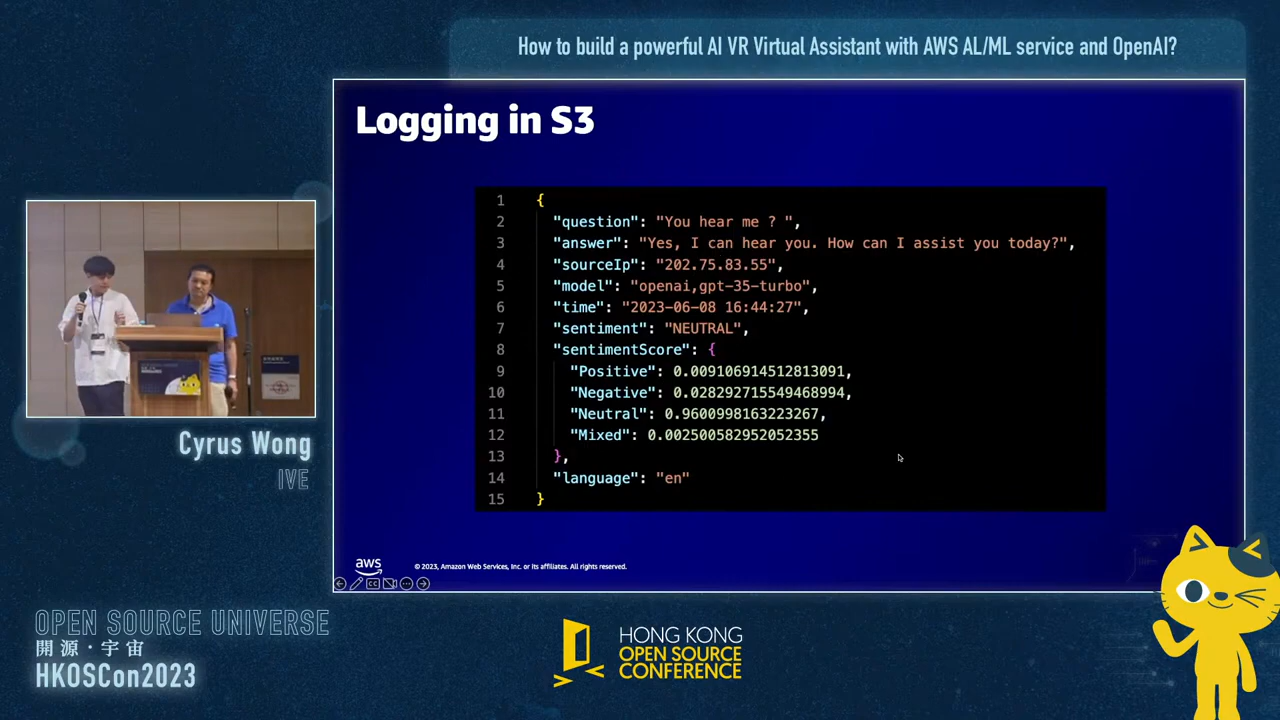 How to build a powerful AI VR Virtual Assistant with AWS AL/ML service and OpenAI?
Logging in S3
1 {
2 "question": "You hear me ? ",
3 "answer": "Yes, I can hear you. How can I assist you today?",
4 "sourceIp": "202.75.83.55",
5 "model": "openai,gpt-35-turbo",
6 "time": "2023-06-08 16:44:27",
7 "sentiment": "NEUTRAL",
8 "sentimentScore": {
9 "Positive": 0.009106914512813091,
10 "Negative": 0.028292715549468994,
11 "Neutral": 0.9600998163223267,
12 "Mixed": 0.002500582952052355
13 },
14 "language": "en"
15 }
Cyrus Wong
IVE
aws
© 2023, Amazon Web Services, Inc. or its affiliates. All rights reserved.
CC
OPEN SOURCE UNIVERSE
開源·宇宙
HKOSCon2023
HONG KONG
OPEN SOURCE
CONFERENCE